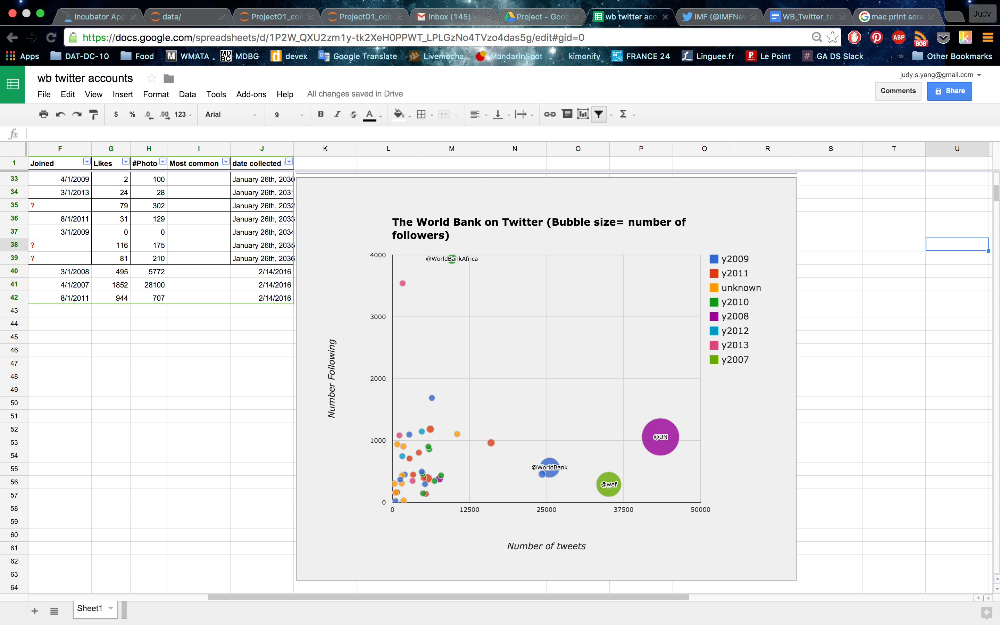 Incubator App
data/
Project01_col
Project01_coll
Inbox (145) -
Project - Goog
wb twitter acc
IMF (@IMFNew
WB_Twitter_to
mac print scre
Judy
https://docs.google.com/spreadsheets/d/1P2W_QXU2zm1y-tk2XeH0PPWT_LPLGzNo4TVzo4das5g/edit#gid=0
ABP
806
Apps
DAT-DC-10
Food
M WMATA
MDBG MDBG
d devex
Google Translate
Livemocha
MandarinSpot
kimonify
FRANCE 24
Linguee.fr
Le Point
# GA DS Slack
» Other Bookmarks
wb twitter accounts
judy.s.yang@gmail.com
File Edit View Insert Format Data Tools Add-ons Help All changes saved in Drive
Comments
Share
$ % .0 .00 123 Arial 9 B I S A Σ
fx
F G H I J K L M N O P Q R S T U
1 Joined Likes #Photo: Most common date collected i
33 4/1/2009 2 100 January 26th, 2030
34 3/1/2013 24 28 January 26th, 2031
35 ? 79 302 January 26th, 2032
36 8/1/2011 31 129 January 26th, 2033
37 3/1/2009 0 0 January 26th, 2034
38 ? 116 175 January 26th, 2035
39 ? 81 210 January 26th, 2036
40 3/1/2008 495 5772 2/14/2016
41 4/1/2007 1852 28100 2/14/2016
42 8/1/2011 944 707 2/14/2016
43
44
45
46
47
48
49
50
51
52
53
54
55
56
57
58
59
60
61
62
63
64
The World Bank on Twitter (Bubble size= number of
followers)
4000
3000
2000
1000
0
Number Following
@WorldBankAfrica
@UN
@WorldBank
@wef
0 12500 25000 37500 50000
Number of tweets
y2009
y2011
unknown
y2010
y2008
y2012
y2013
y2007
Sheet1